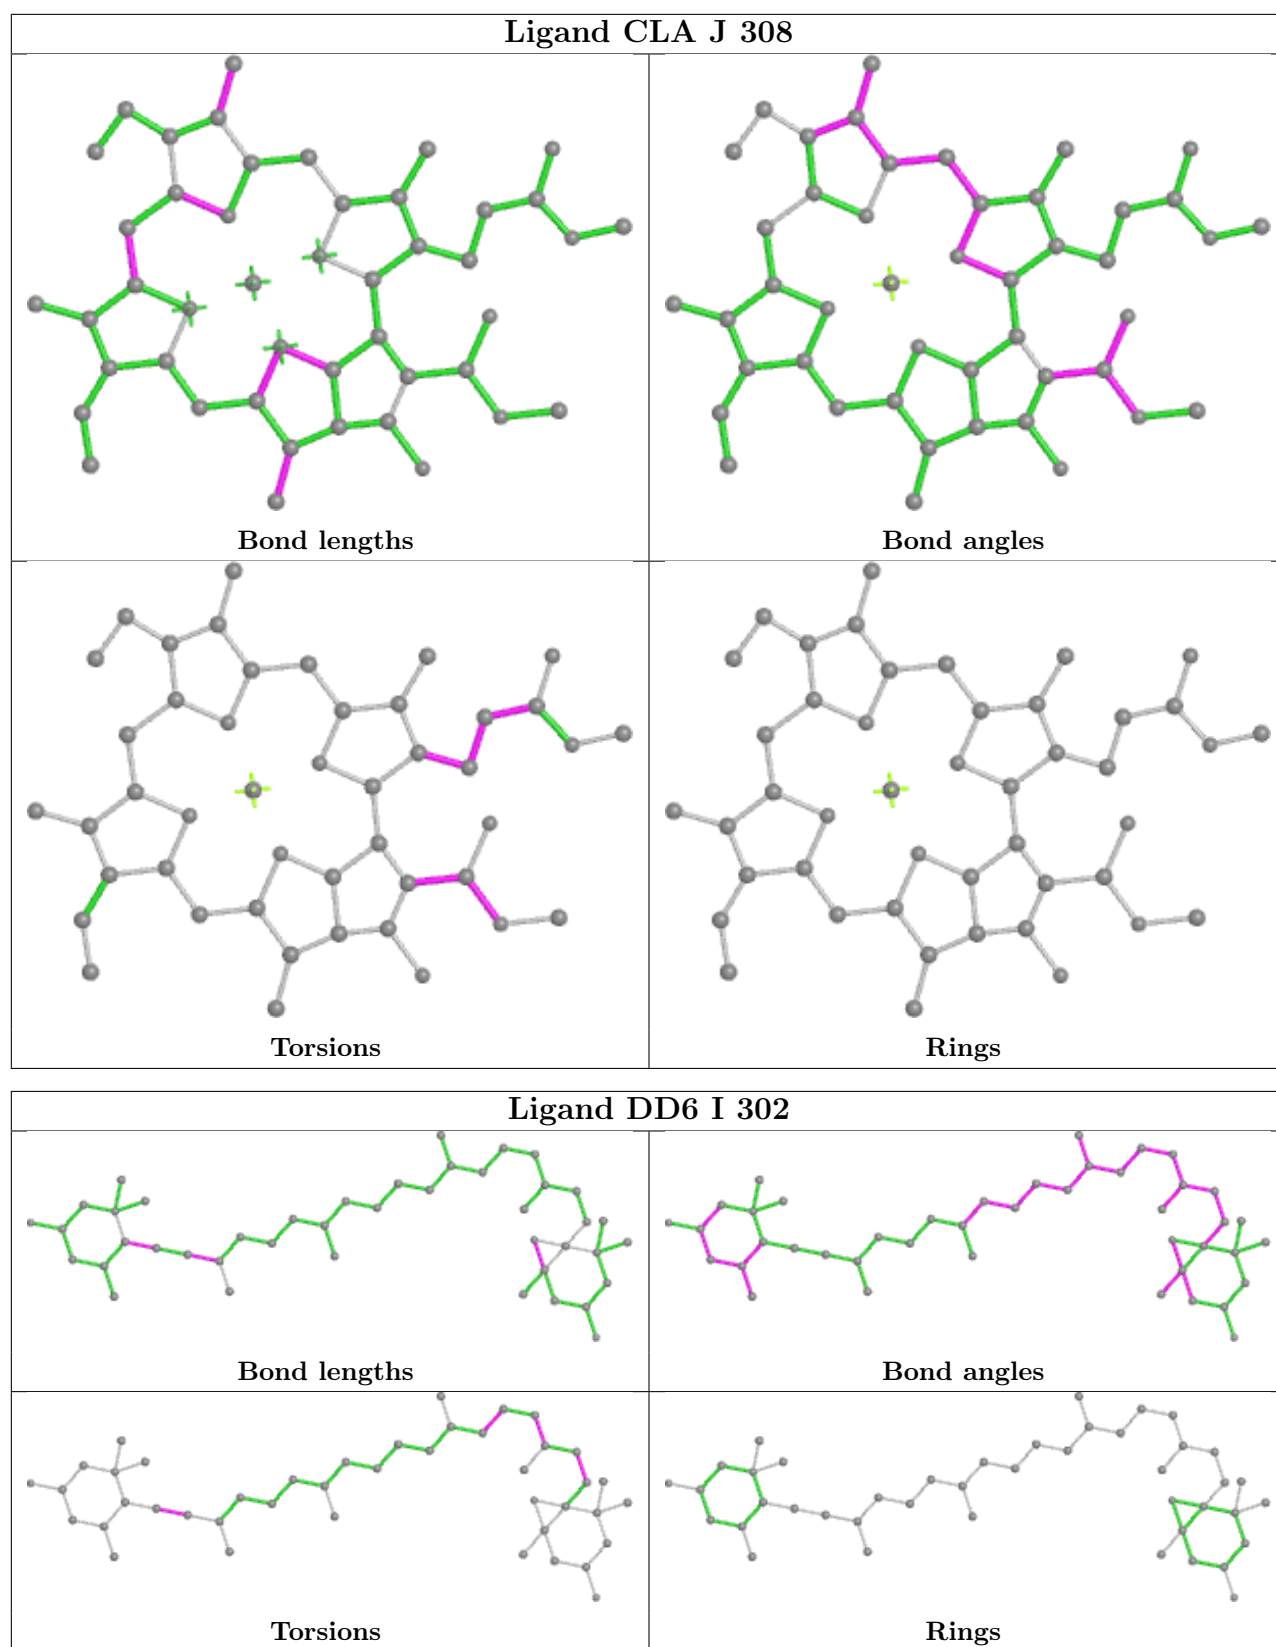 Ligand CLA J 308
Bond lengths
Bond angles
Torsions
Rings
Ligand DD6 I 302
Bond lengths
Bond angles
Torsions
Rings